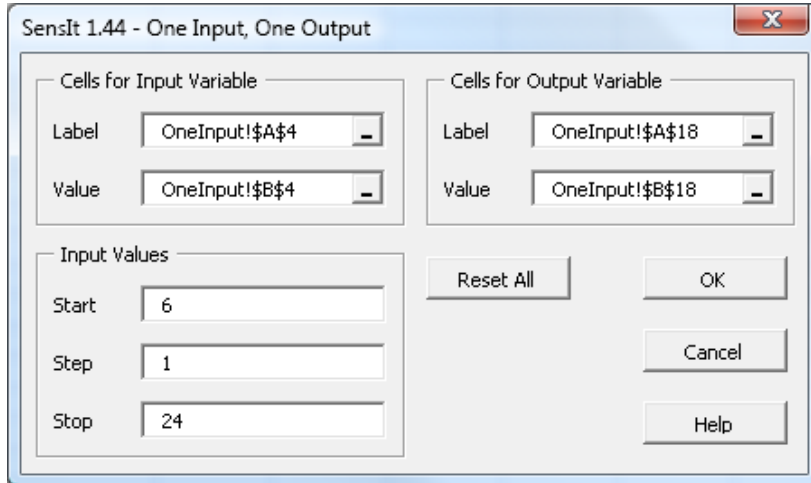 SensIt 1.44 - One Input, One Output
Cells for Input Variable
Label OneInput!$A$4
Value OneInput!$B$4
Cells for Output Variable
Label OneInput!$A$18
Value OneInput!$B$18
Input Values
Start 6
Step 1
Stop 24
Reset All
OK
Cancel
Help